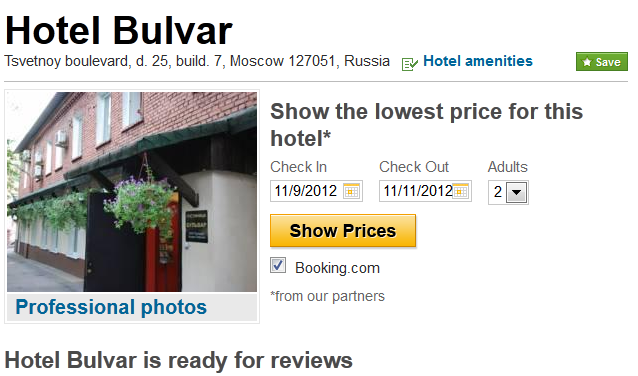 Hotel Bulvar
Tsvetnoy boulevard, d. 25, build. 7, Moscow 127051, Russia
Hotel amenities
Save
Show the lowest price for this
hotel*
Check In
Check Out
Adults
11/9/2012
11/11/2012
2
Show Prices
Booking.com
*from our partners
БУЛЬВАР
Professional photos
Hotel Bulvar is ready for reviews